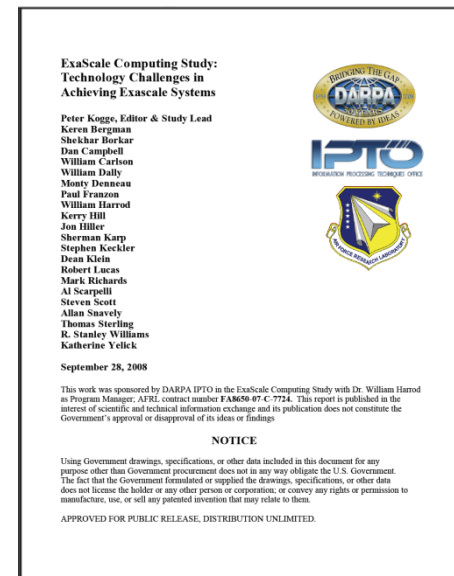 ExaScale Computing Study:
Technology Challenges in
Achieving Exascale Systems
Peter Kogge, Editor & Study Lead
Keren Bergman
Shekhar Borkar
Dan Campbell
William Carlson
William Dally
Monty Denneau
Paul Franzon
William Harrod
Kerry Hill
Jon Hiller
Sherman Karp
Stephen Keckler
Dean Klein
Robert Lucas
Mark Richards
Al Scarpelli
Steven Scott
Allan Snavely
Thomas Sterling
R. Stanley Williams
Katherine Yelick
September 28, 2008
BRIDGING THE GAP
DARPA
POWERED BY IDEAS
IPTO
INFORMATION PROCESSING TECHNIQUES OFFICE
AIR FORCE RESEARCH LABORATORY
This work was sponsored by DARPA IPTO in the ExaScale Computing Study with Dr. William Harrod
as Program Manager; AFRL contract number FA8650-07-C-7724. This report is published in the
interest of scientific and technical information exchange and its publication does not constitute the
Government's approval or disapproval of its ideas or findings
NOTICE
Using Government drawings, specifications, or other data included in this document for any
purpose other than Government procurement does not in any way obligate the U.S. Government.
The fact that the Government formulated or supplied the drawings, specifications, or other data
does not license the holder or any other person or corporation; or convey any rights or permission to
manufacture, use, or sell any patented invention that may relate to them.
APPROVED FOR PUBLIC RELEASE, DISTRIBUTION UNLIMITED.